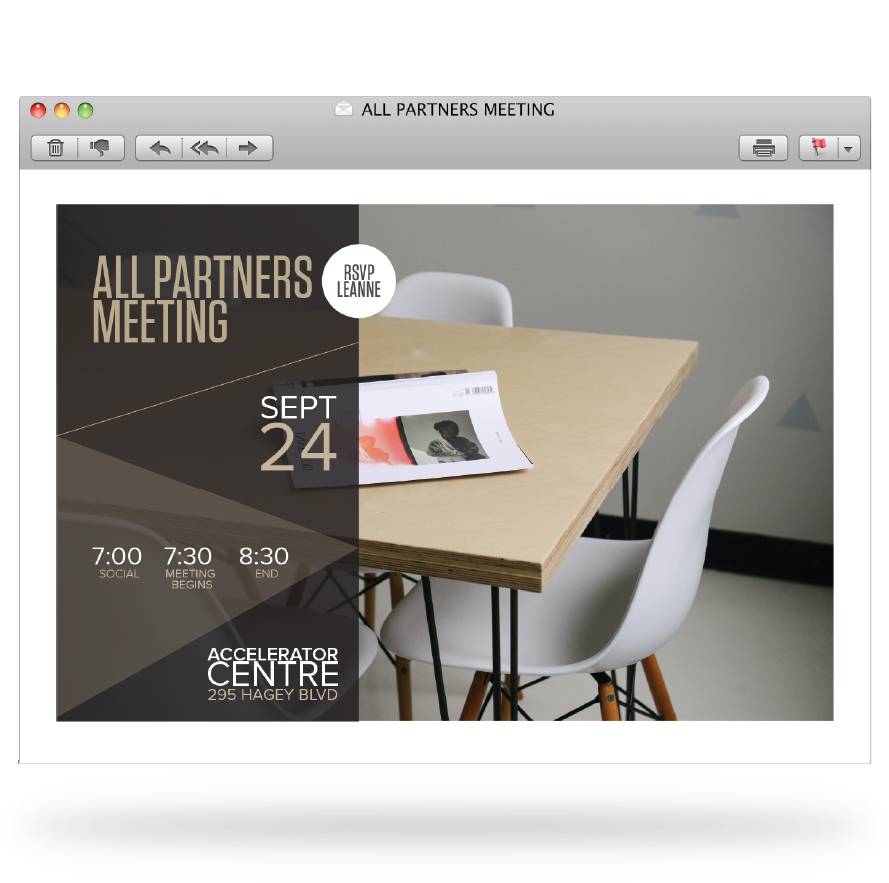 ALL PARTNERS MEETING
ALL PARTNERS
MEETING
RSVP
LEANNE
SEPT
24
7:00 7:30 8:30
SOCIAL MEETING END
BEGINS
ACCELERATOR
CENTRE
295 HAGEY BLVD